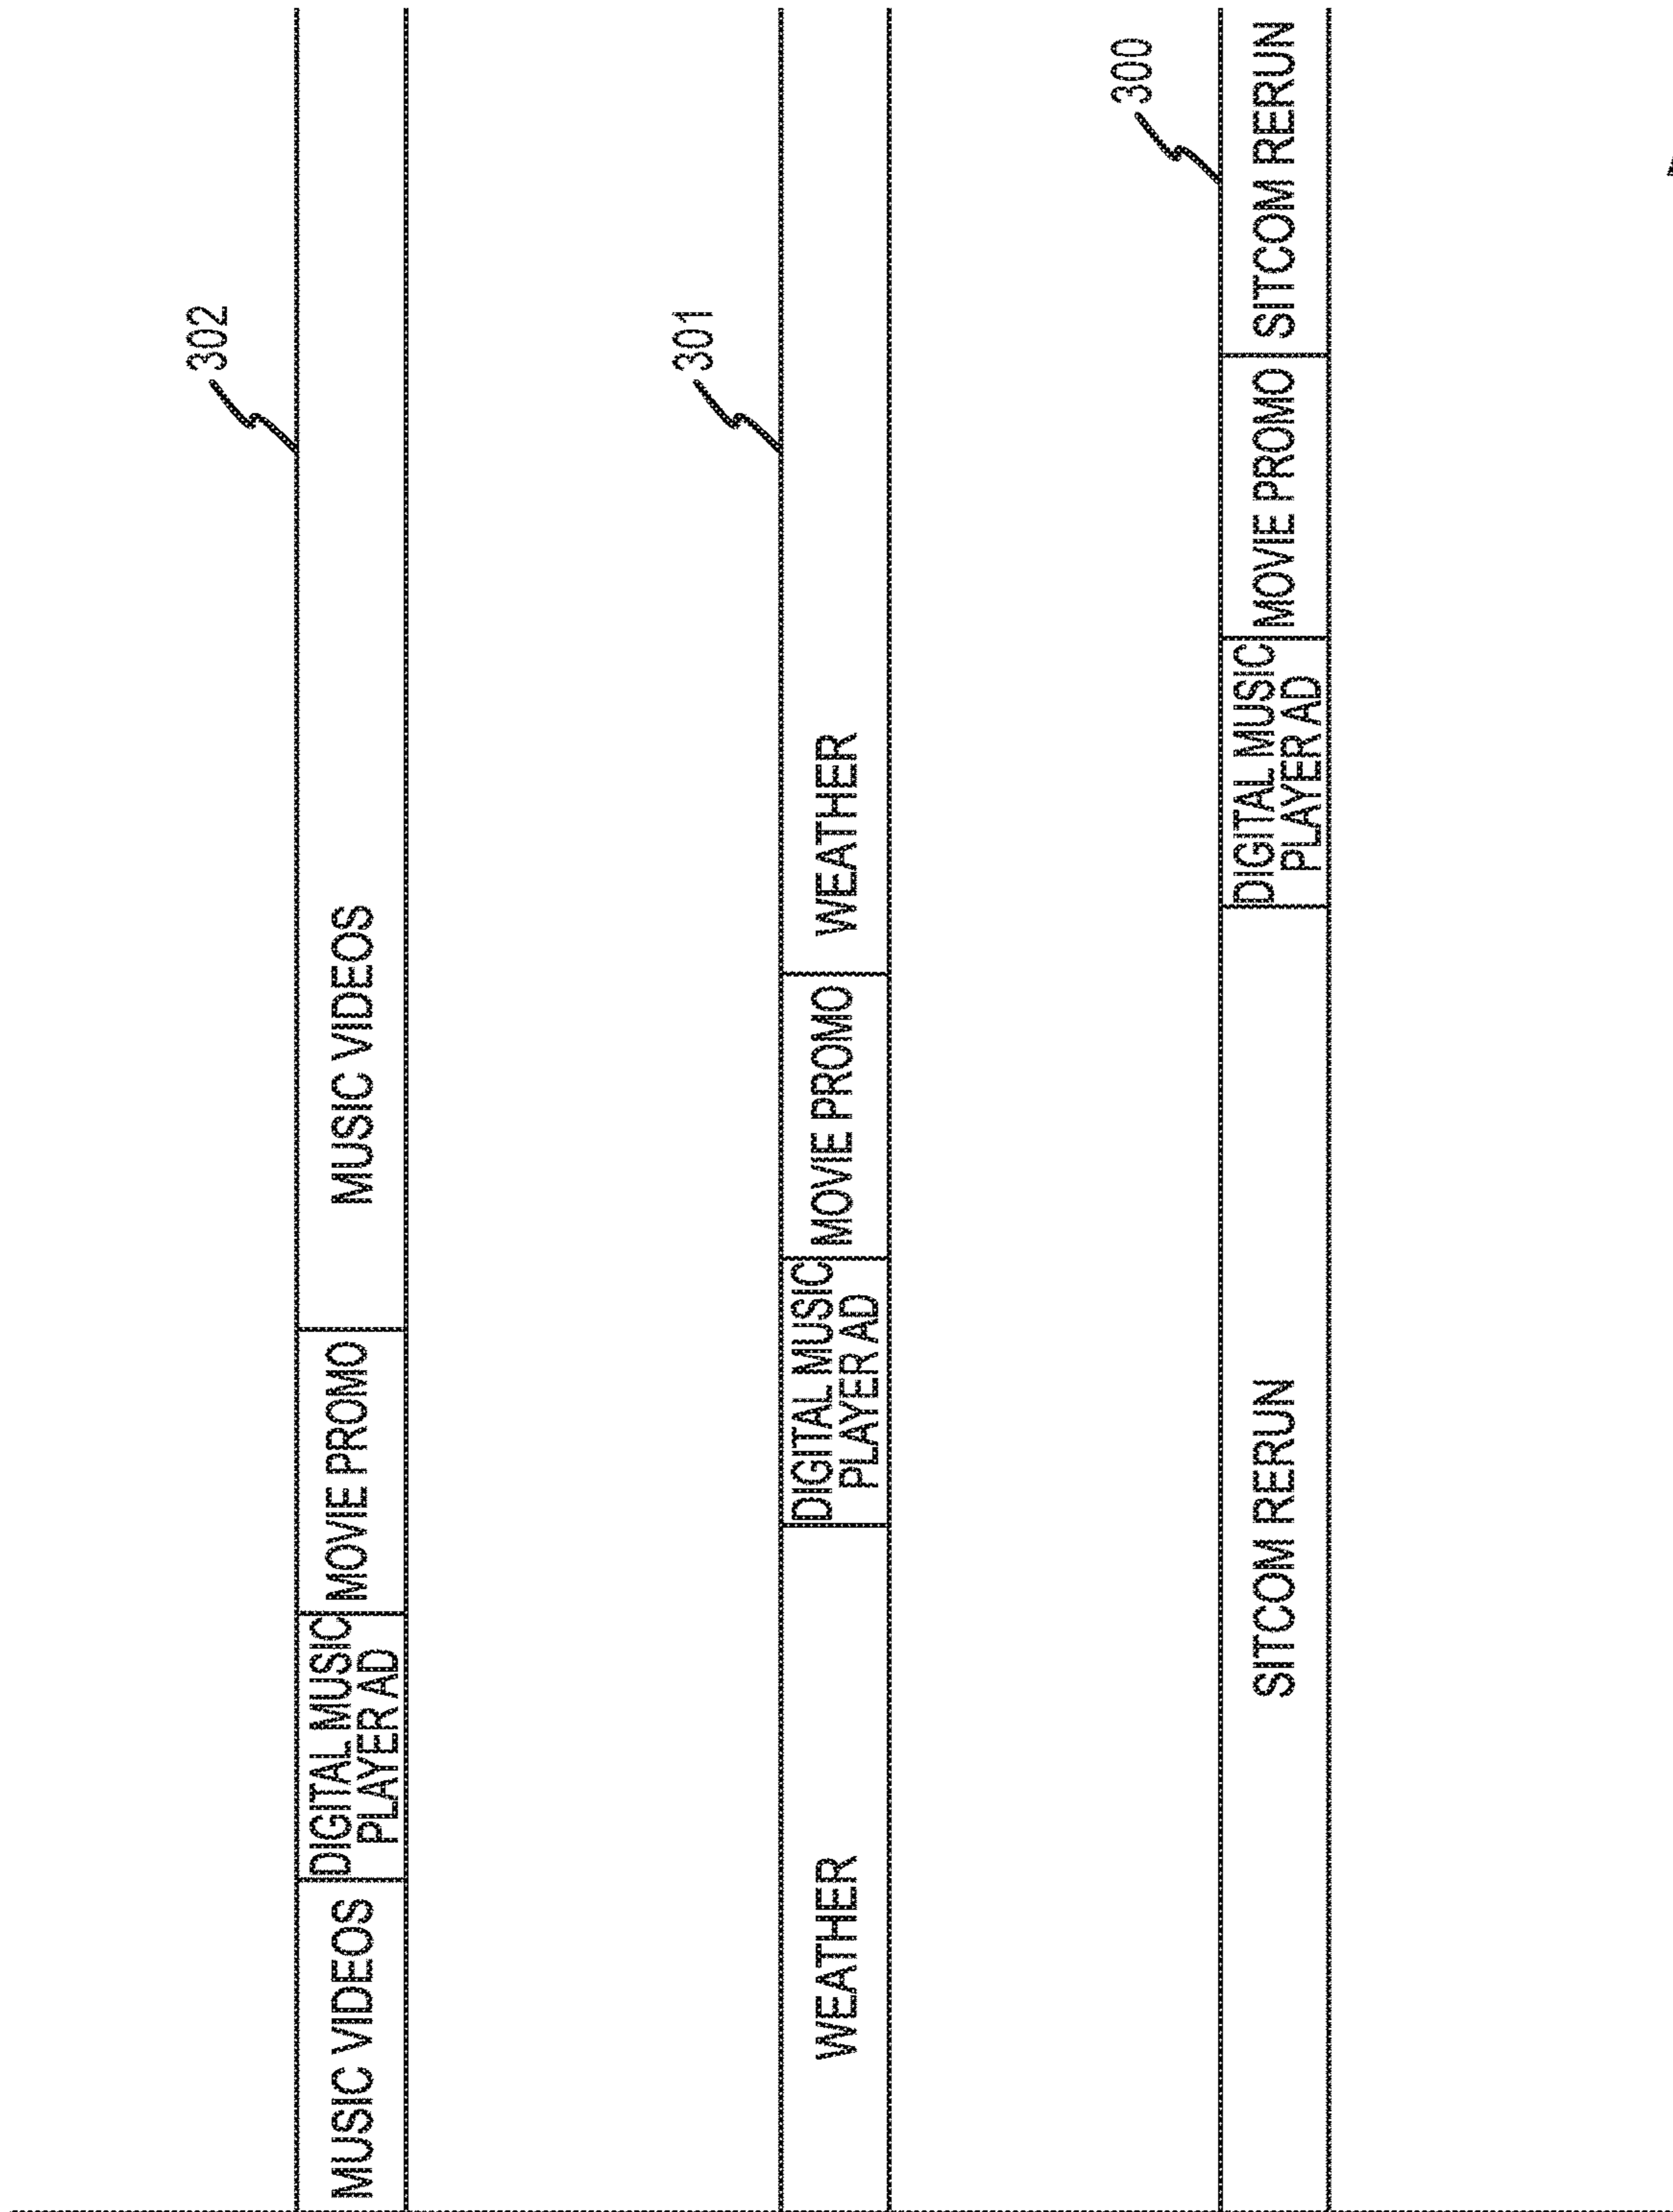 302
MUSIC VIDEOS
DIGITAL MUSIC
PLAYER AD
MOVIE PROMO
MUSIC VIDEOS
301
WEATHER
DIGITAL MUSIC
PLAYER AD
MOVIE PROMO
WEATHER
300
SITCOM RERUN
DIGITAL MUSIC
PLAYER AD
MOVIE PROMO
SITCOM RERUN